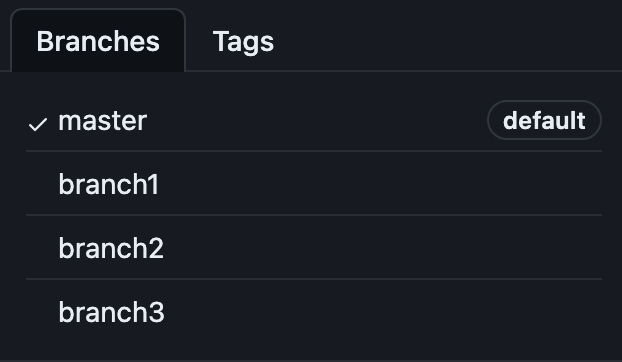 Branches Tags
master default
branch1
branch2
branch3